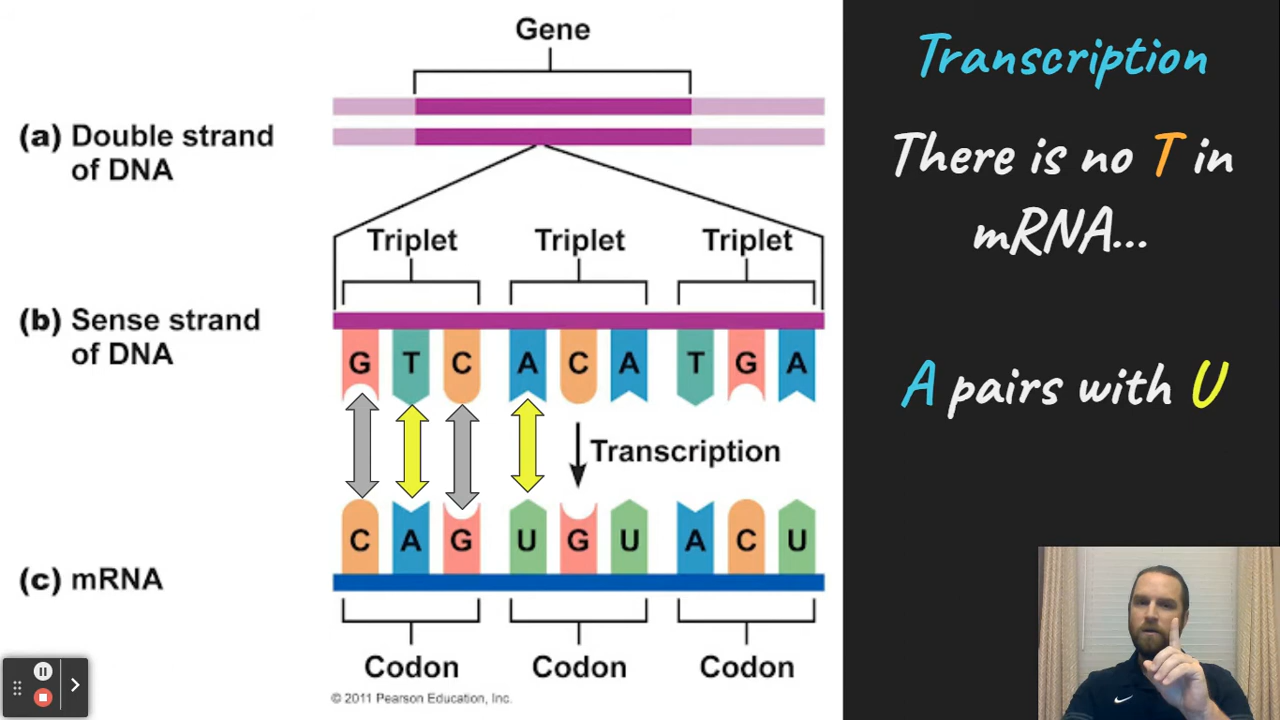 Gene
(a) Double strand
of DNA
Triplet Triplet Triplet
(b) Sense strand
of DNA
G T C A C A T G A
Transcription
C A G U G U A C U
(c) mRNA
Codon Codon Codon
© 2011 Pearson Education, Inc.
Transcription
There is no T in
mRNA...
A pairs with U